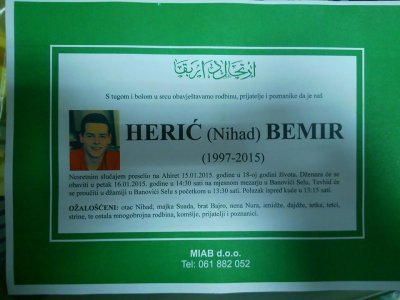 S tugom i bolom u srcu obavještavamo rodbinu, prijatelje i poznanike da je naš
HERIĆ (Nihad) BEMIR
(1997-2015)
Nesretnim slučajem preselio na Ahiret 15.01.2015. godine u 18-oj godini života. Dženaza će se
obaviti u petak 16.01.2015. godine u 14:30 sati na mjesnom mezarju u Banovići Selu, Tevhid će
se proučiti u džamiji u Banovići Selu s početkom u 13:30 sati. Polazak ispred kuće u 13:15 sati.
OŽALOŠĆENI: otac Nihad, majka Suada, brat Bajro, nena Nura, amidže, dajdže, tetka, tetci,
strine, te ostala mnogobrojna rodbina, komšije, prijatelji i poznanici.
MIAB d.o.o.
Tel: 061 882 052